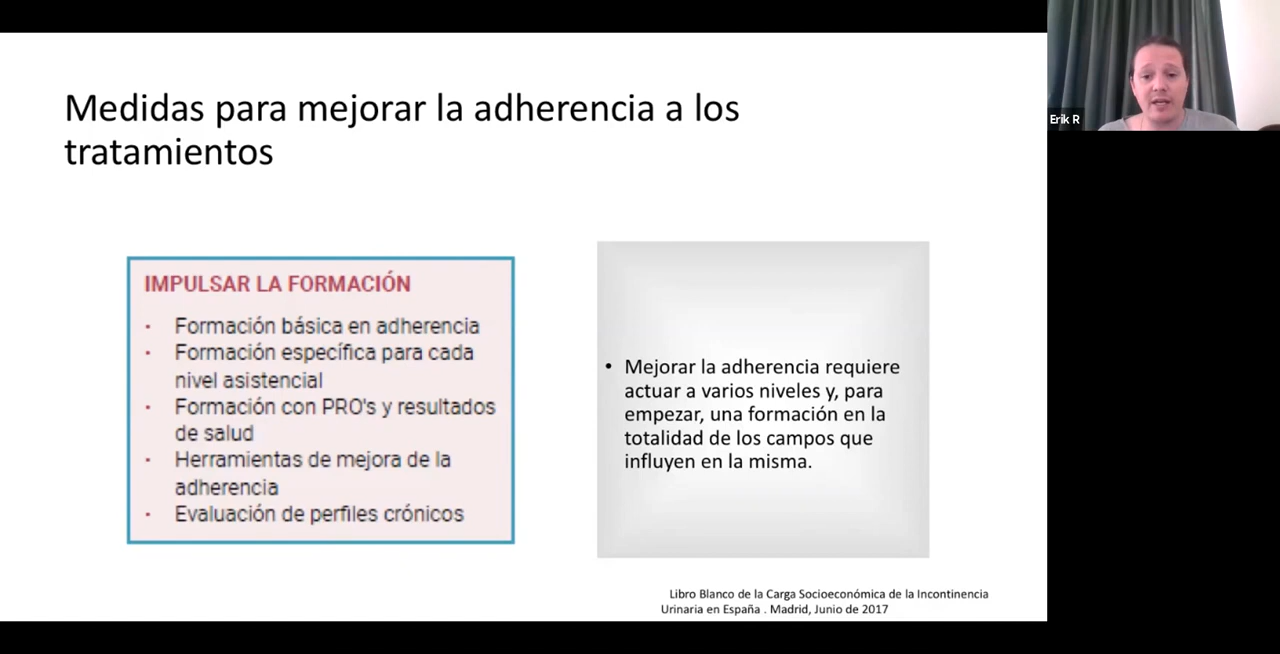 Medidas para mejorar la adherencia a los
tratamientos
IMPULSAR LA FORMACIÓN
· Formación básica en adherencia
· Formación específica para cada
nivel asistencial
· Formación con PRO's y resultados
de salud
· Herramientas de mejora de la
adherencia
· Evaluación de perfiles crónicos
• Mejorar la adherencia requiere
actuar a varios niveles y, para
empezar, una formación en la
totalidad de los campos que
influyen en la misma.
Libro Blanco de la Carga Socioeconómica de la Incontinencia
Urinaria en España . Madrid, Junio de 2017
Erik R